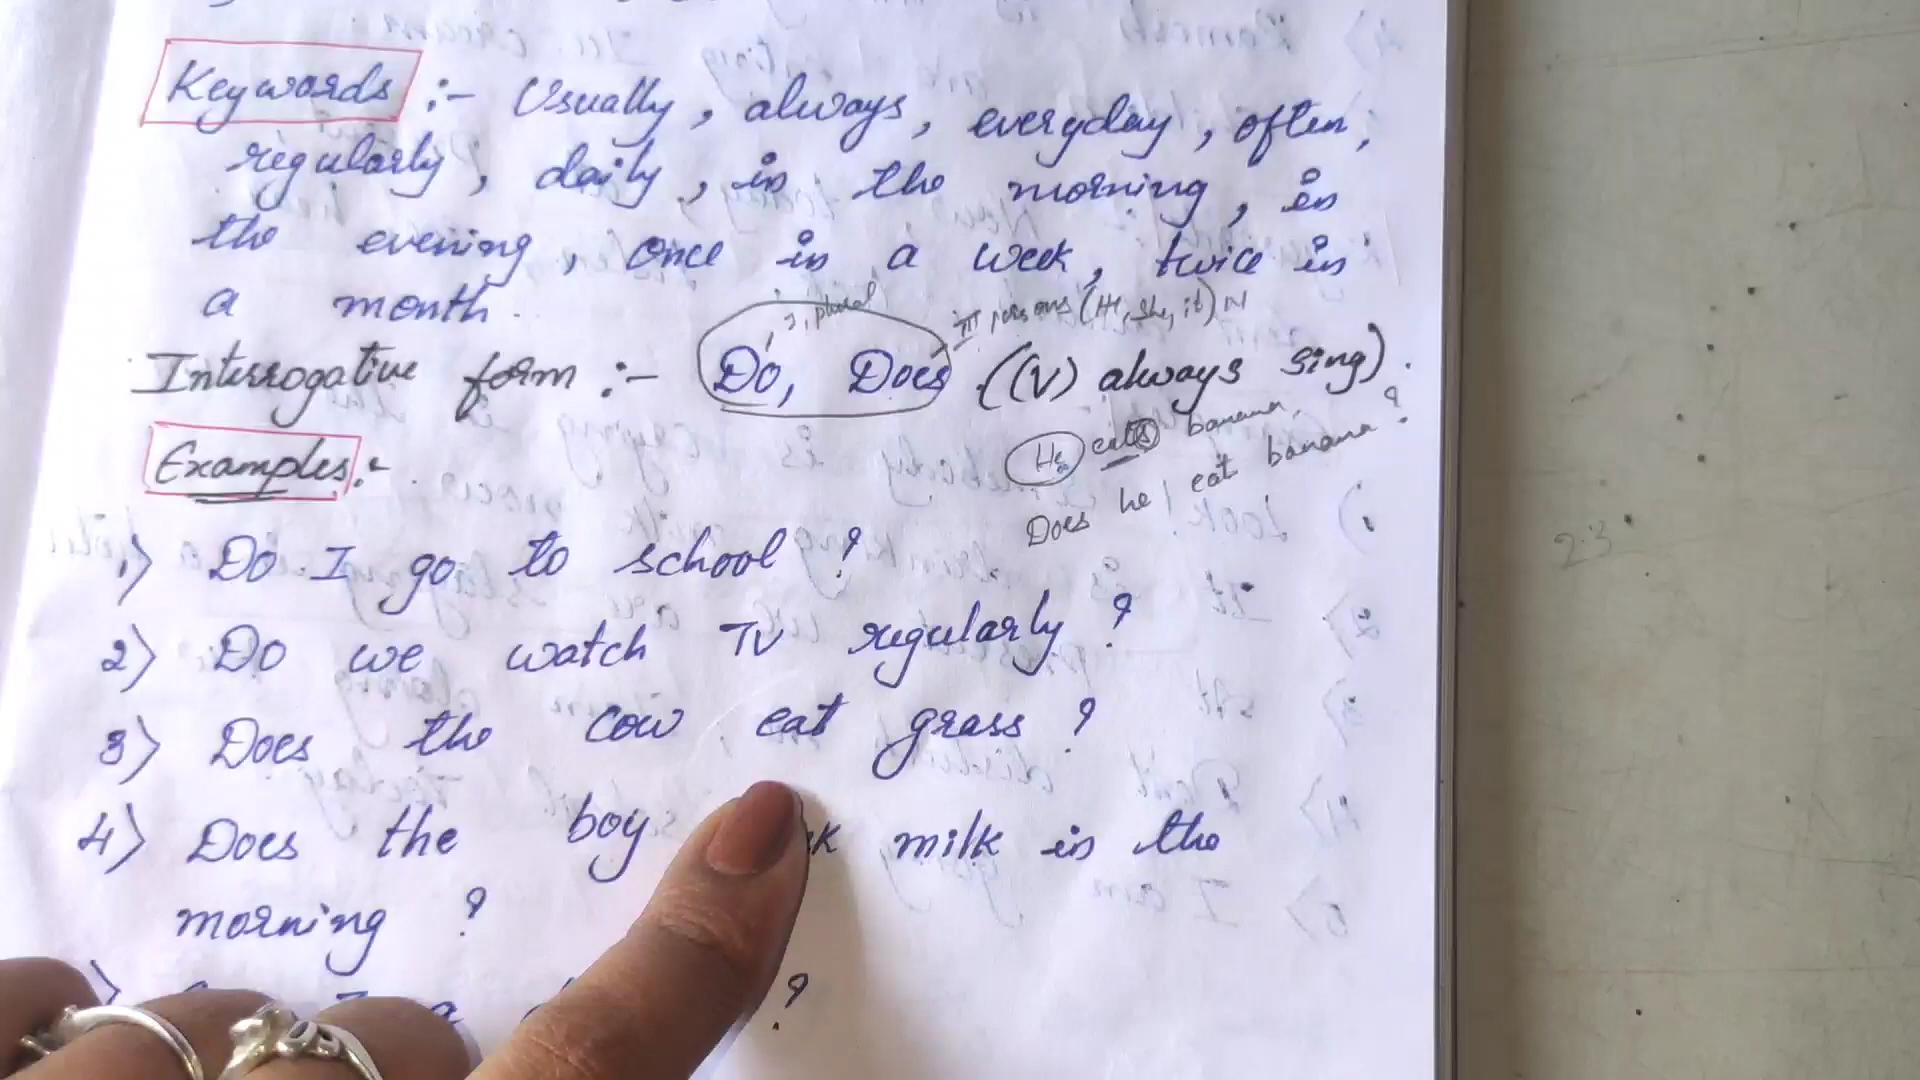 Keywords :- Usually, always, everyday, often,
regularly, daily, in the morning, in
the evening, once in a week, twice in
a month.
I, plural
III persons (He, She, it) N
Interrogative form :- Do, Does ((V) always sing).
He eats banana.
Does he eat banana?
Examples :-
1) Do I go to school ?
2) Do we watch TV regularly ?
3) Does the cow eat grass ?
4) Does the boy milk in the
morning ?
I a ?
23